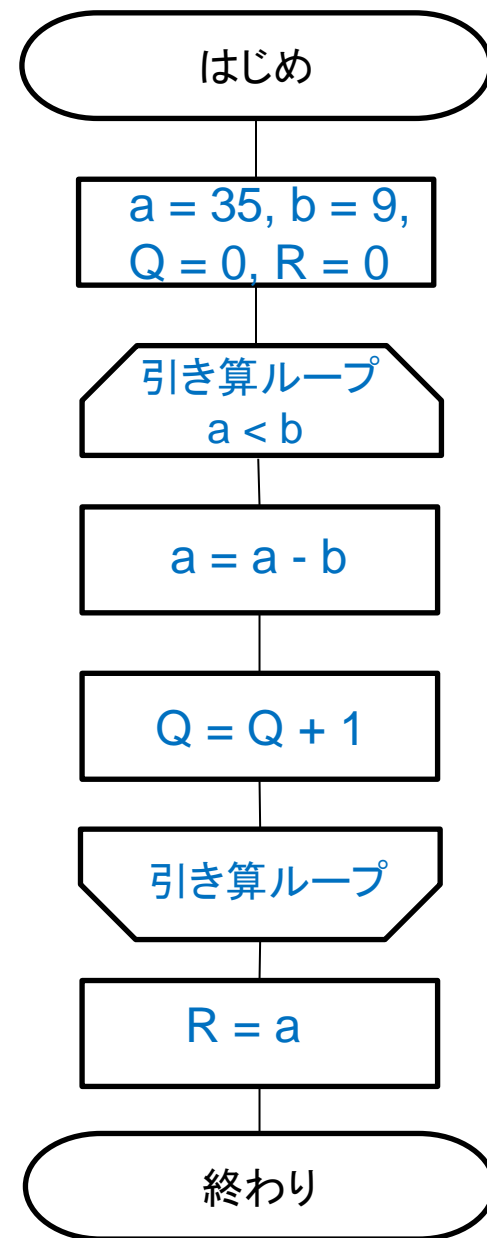 はじめ
a = 35, b = 9,
Q = 0, R = 0
引き算ループ
a < b
a = a - b
Q = Q + 1
引き算ループ
R = a
終わり